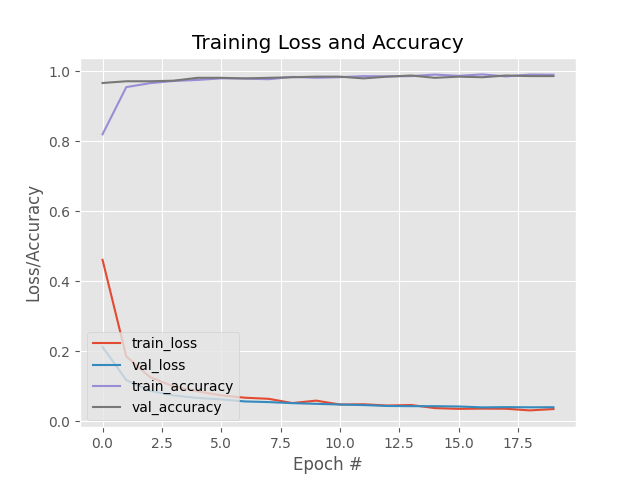 Training Loss and Accuracy
1.0
0.8
0.6
0.4
0.2
0.0
Loss/Accuracy
train_loss
val_loss
train_accuracy
val_accuracy
0.0 2.5 5.0 7.5 10.0 12.5 15.0 17.5
Epoch #